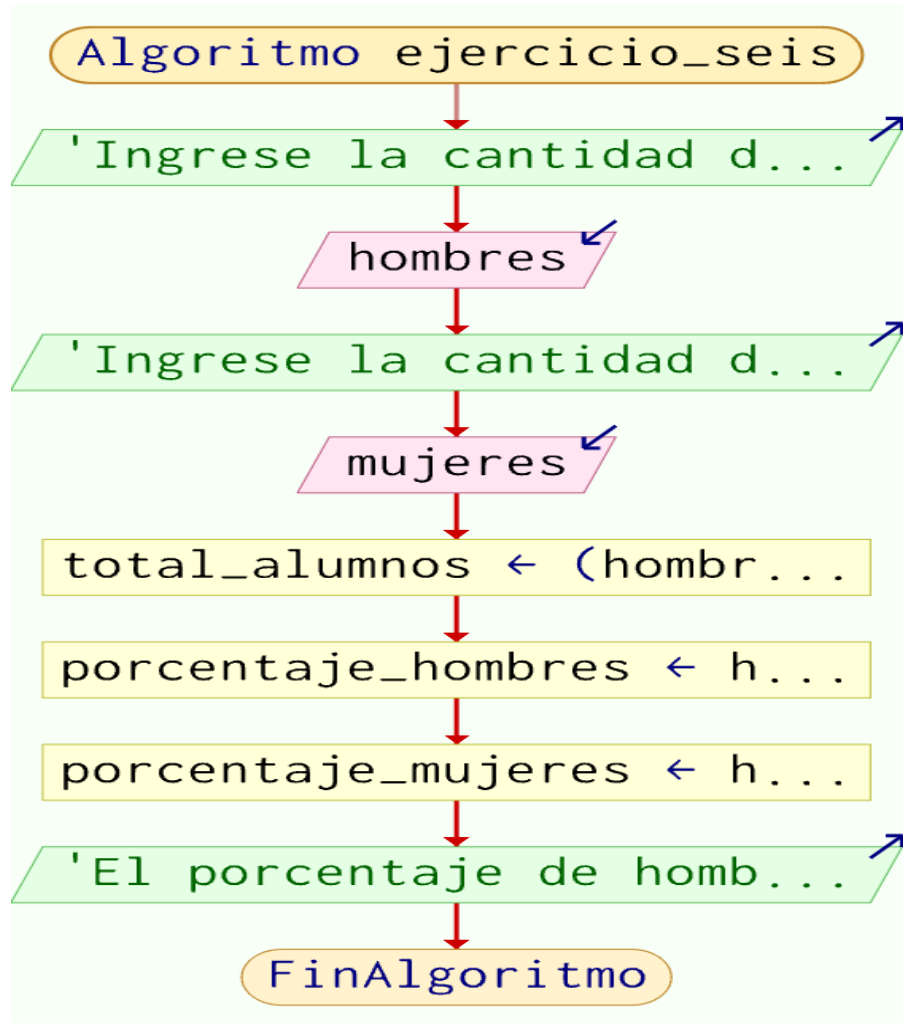 Algoritmo ejercicio_seis
'Ingrese la cantidad d...
hombres
'Ingrese la cantidad d...
mujeres
total_alumnos ← (hombr...
porcentaje_hombres ← h...
porcentaje_mujeres ← h...
'El porcentaje de homb...
FinAlgoritmo